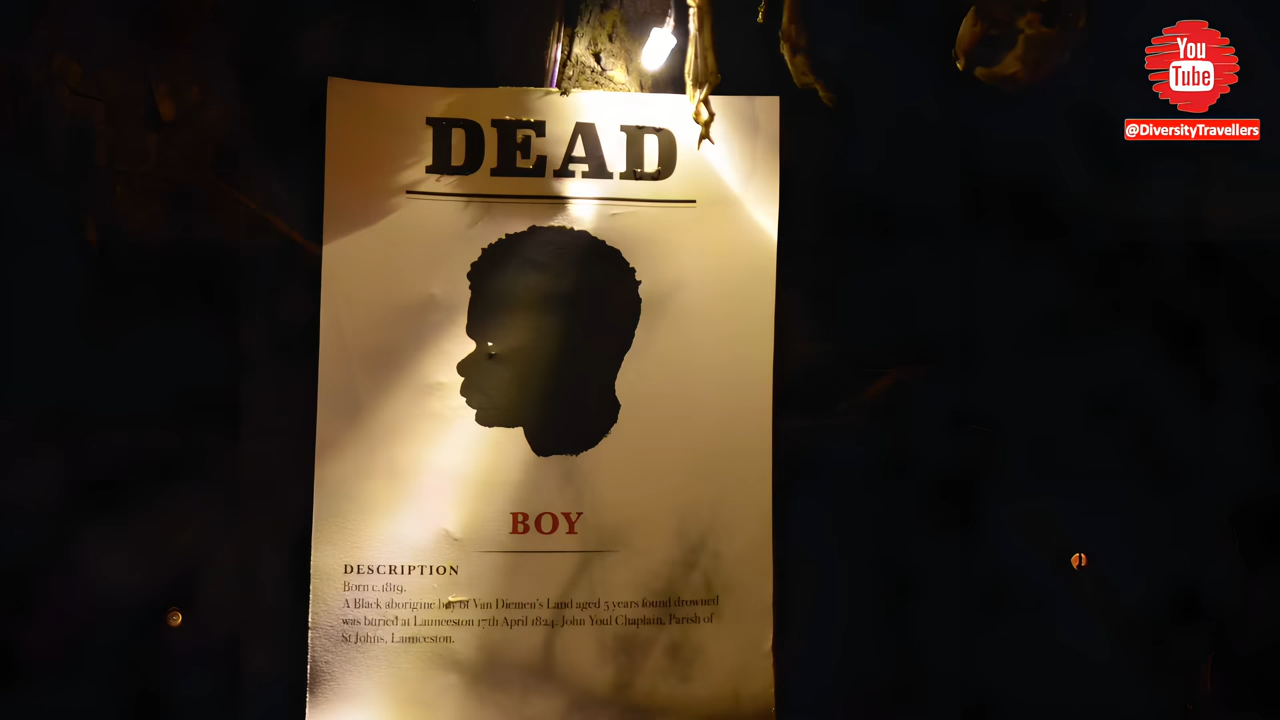 DEAD
BOY
DESCRIPTION
Born c.1819.
A Black aborigine boy of Van Diemen's Land aged 5 years found drowned
was buried at Launceston 17th April 1824. John Youl Chaplain, Parish of
St Johns, Launceston.
You
Tube
@DiversityTravellers